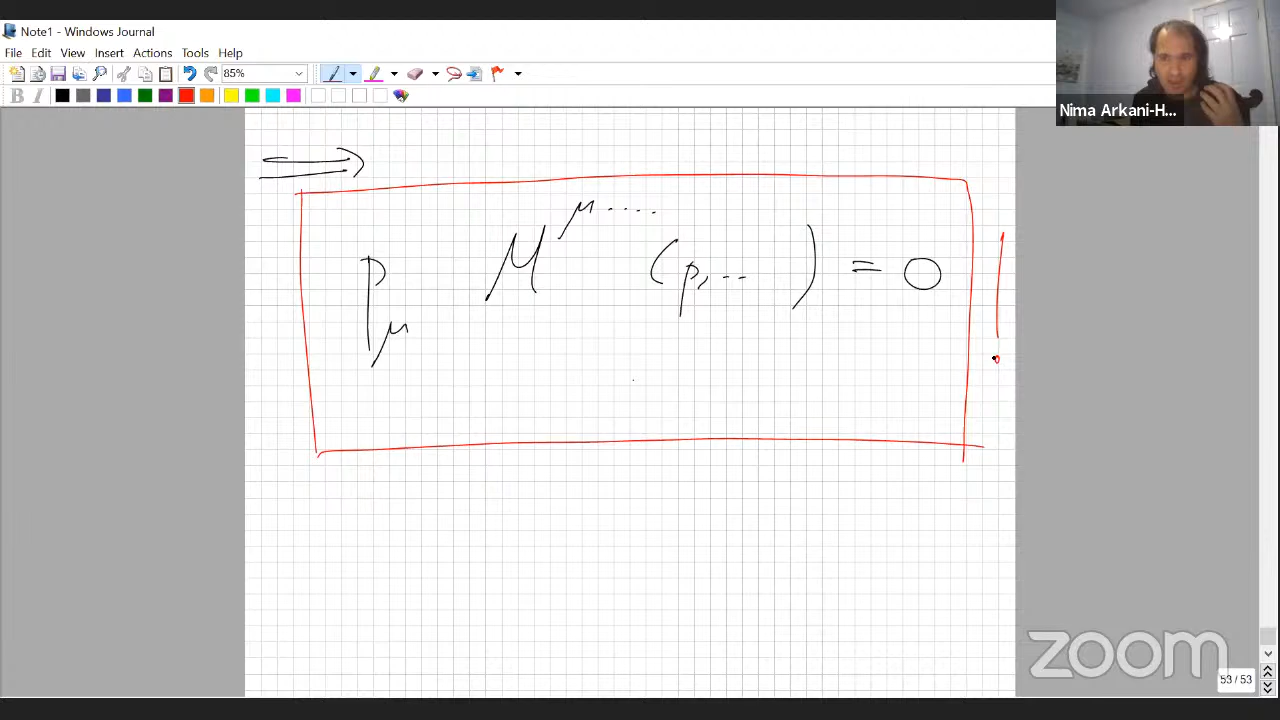 Note1 - Windows Journal
File Edit View Insert Actions Tools Help
85%
B I
Nima Arkani-H...
⇒
p_μ M^{μ....} (p, ...) = 0 !
zoom
53 / 53